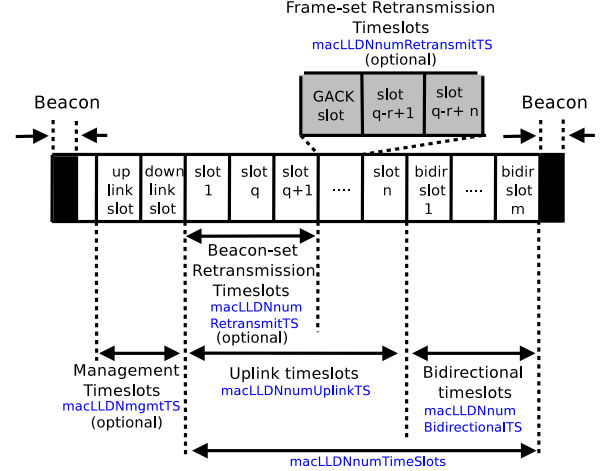 Frame-set Retransmission
Timeslots
macLLDNnumRetransmitTS
(optional)
GACK
slot
slot
q-r+1
slot
q-r+ n
Beacon
Beacon
up
link
slot
down
link
slot
slot
1
slot
q
slot
q+1
....
slot
n
bidir
slot
1
....
bidir
slot
m
Beacon-set
Retransmission
Timeslots
macLLDNnum
RetransmitTS
(optional)
Management
Timeslots
macLLDNmgmtTS
(optional)
Uplink timeslots
macLLDNnumUplinkTS
Bidirectional
timeslots
macLLDNnum
BidirectionalTS
macLLDNnumTimeSlots